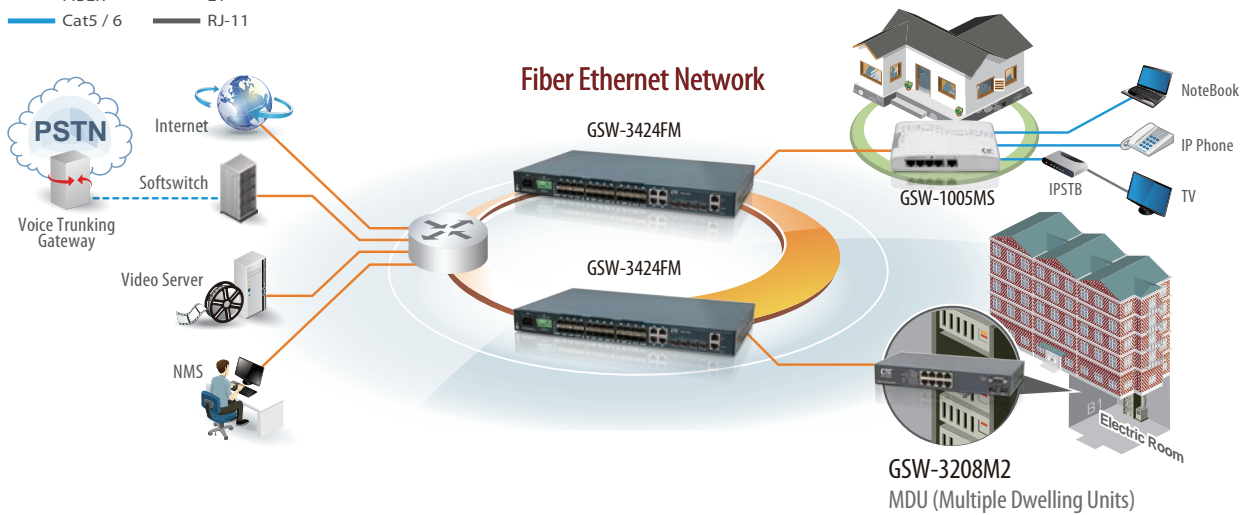 Cat5 / 6
RJ-11
Fiber Ethernet Network
PSTN
Internet
Softswitch
Voice Trunking
Gateway
Video Server
NMS
GSW-3424FM
GSW-3424FM
GSW-1005MS
NoteBook
IP Phone
IPSTB
TV
CTC
B1
Electric Room
GSW-3208M2
MDU (Multiple Dwelling Units)